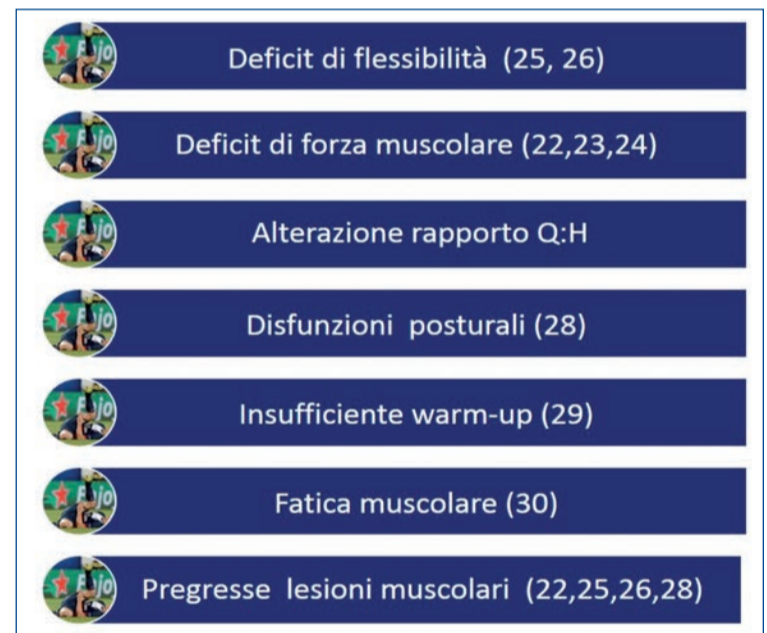 Deficit di flessibilità (25, 26)
Deficit di forza muscolare (22,23,24)
Alterazione rapporto Q:H
Disfunzioni posturali (28)
Insufficiente warm-up (29)
Fatica muscolare (30)
Pregresse lesioni muscolari (22,25,26,28)